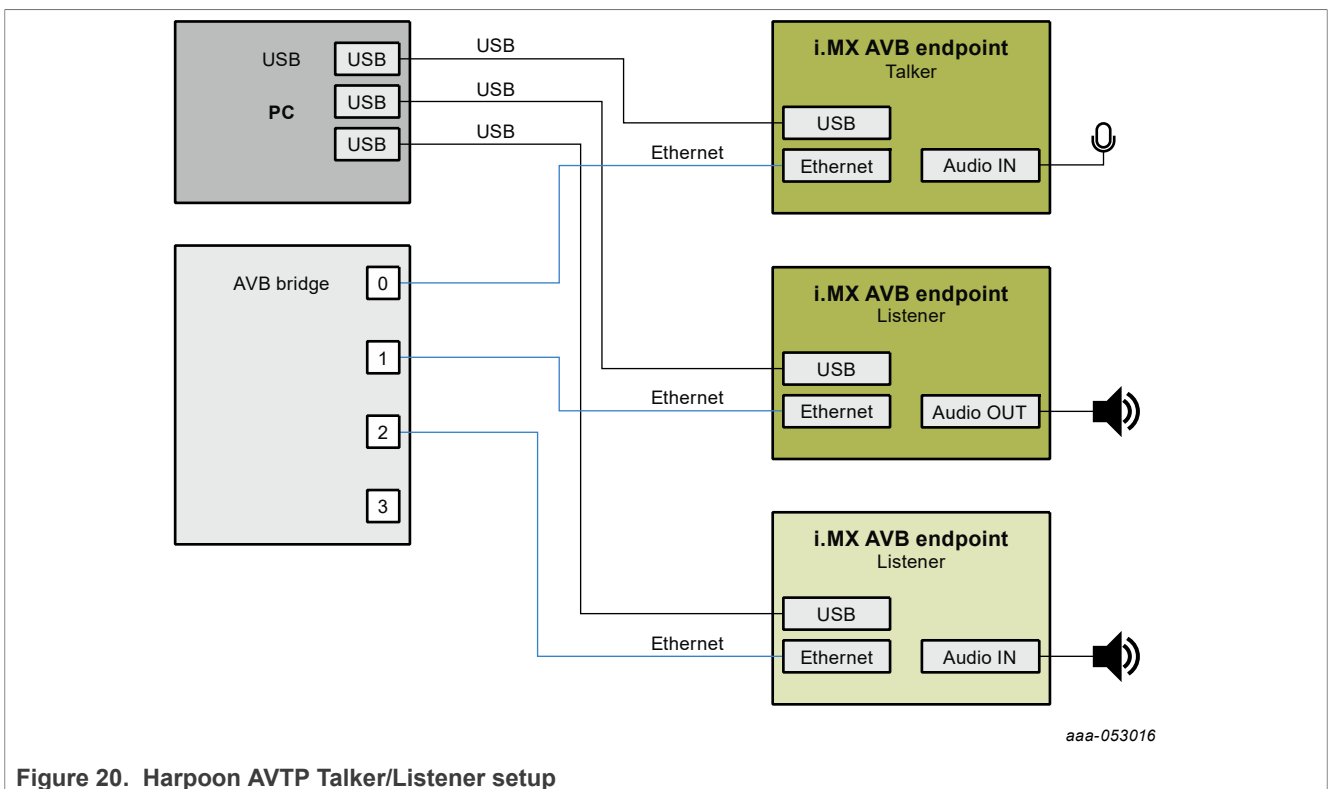 USB
PC
USB
USB
USB
USB
USB
USB
i.MX AVB endpoint
Talker
USB
Ethernet
Ethernet
Audio IN
AVB bridge
0
1
2
3
i.MX AVB endpoint
Listener
USB
Ethernet
Ethernet
Audio OUT
i.MX AVB endpoint
Listener
USB
Ethernet
Ethernet
Audio IN
aaa-053016
Figure 20. Harpoon AVTP Talker/Listener setup